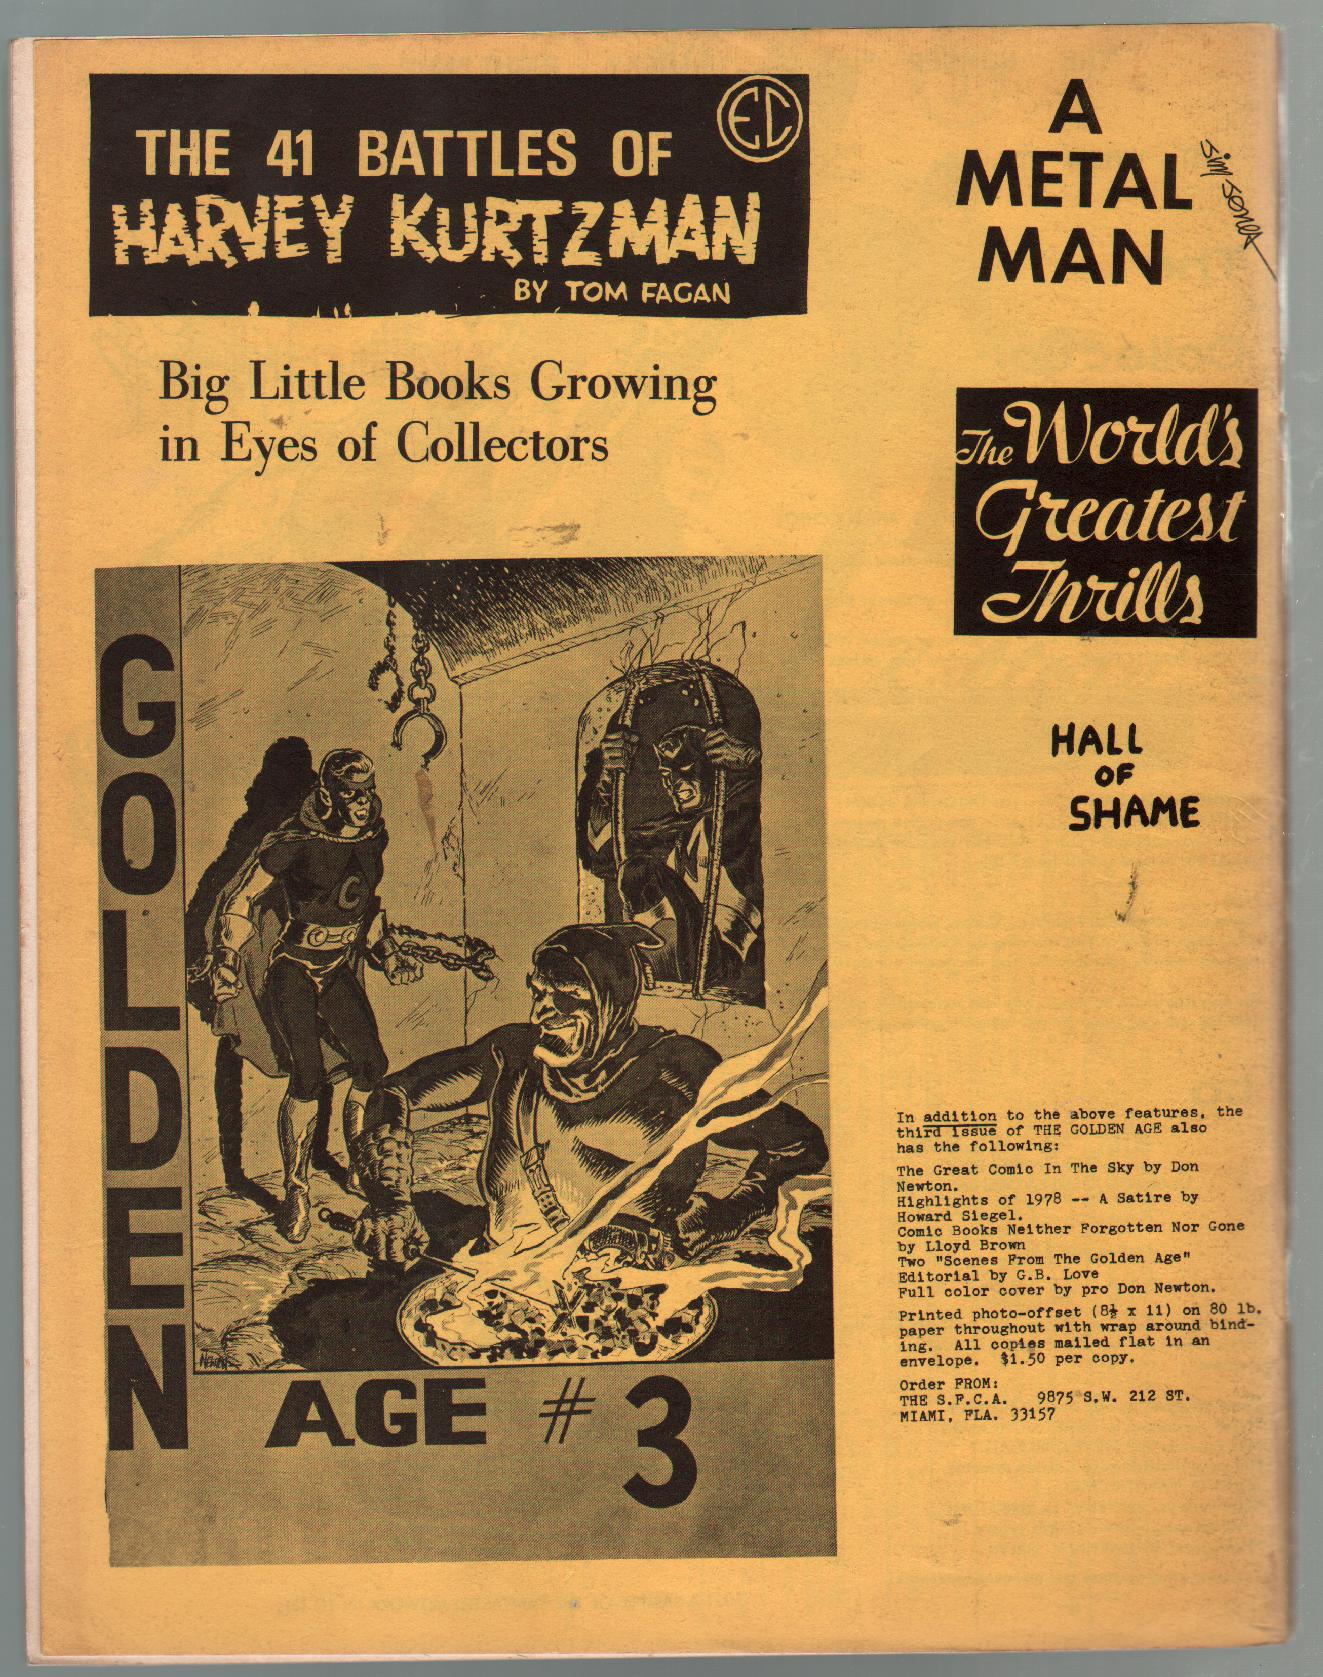 EC
THE 41 BATTLES OF
HARVEY KURTZMAN
BY TOM FAGAN
Big Little Books Growing
in Eyes of Collectors
A
METAL
MAN
The World's
Greatest
Thrills
HALL
OF
SHAME
GOLDEN
C
AGE # 3
In addition to the above features, the
third issue of THE GOLDEN AGE also
has the following:
The Great Comic In The Sky by Don
Newton.
Highlights of 1978 -- A Satire by
Howard Siegel.
Comic Books Neither Forgotten Nor Gone
by Lloyd Brown
Two "Scenes From The Golden Age"
Editorial by G.B. Love
Full color cover by pro Don Newton.
Printed photo-offset (8½ x 11) on 80 lb.
paper throughout with wrap around bind-
ing. All copies mailed flat in an
envelope. $1.50 per copy.
Order FROM:
THE S.F.C.A. 9875 S.W. 212 ST.
MIAMI, FLA. 33157